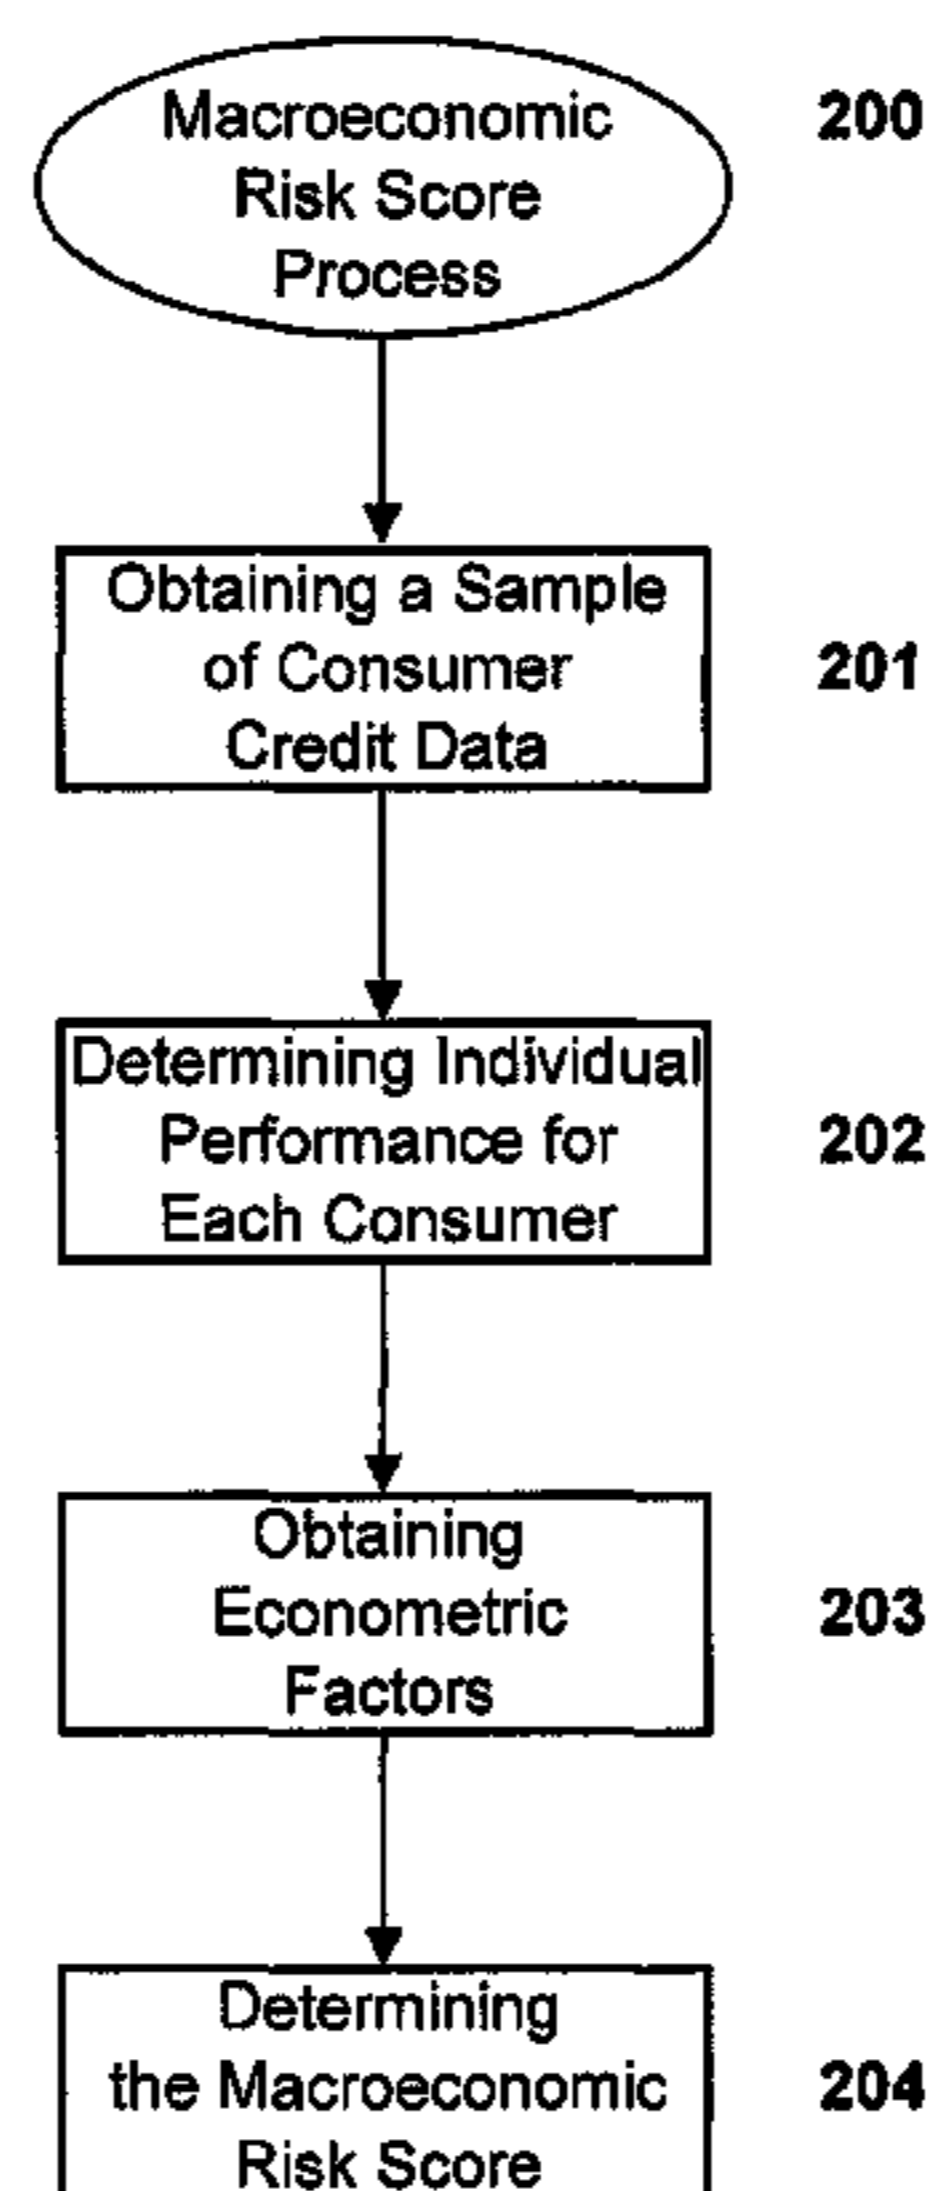 Macroeconomic
Risk Score
Process
200
Obtaining a Sample
of Consumer
Credit Data
201
Determining Individual
Performance for
Each Consumer
202
Obtaining
Econometric
Factors
203
Determining
the Macroeconomic
Risk Score
204